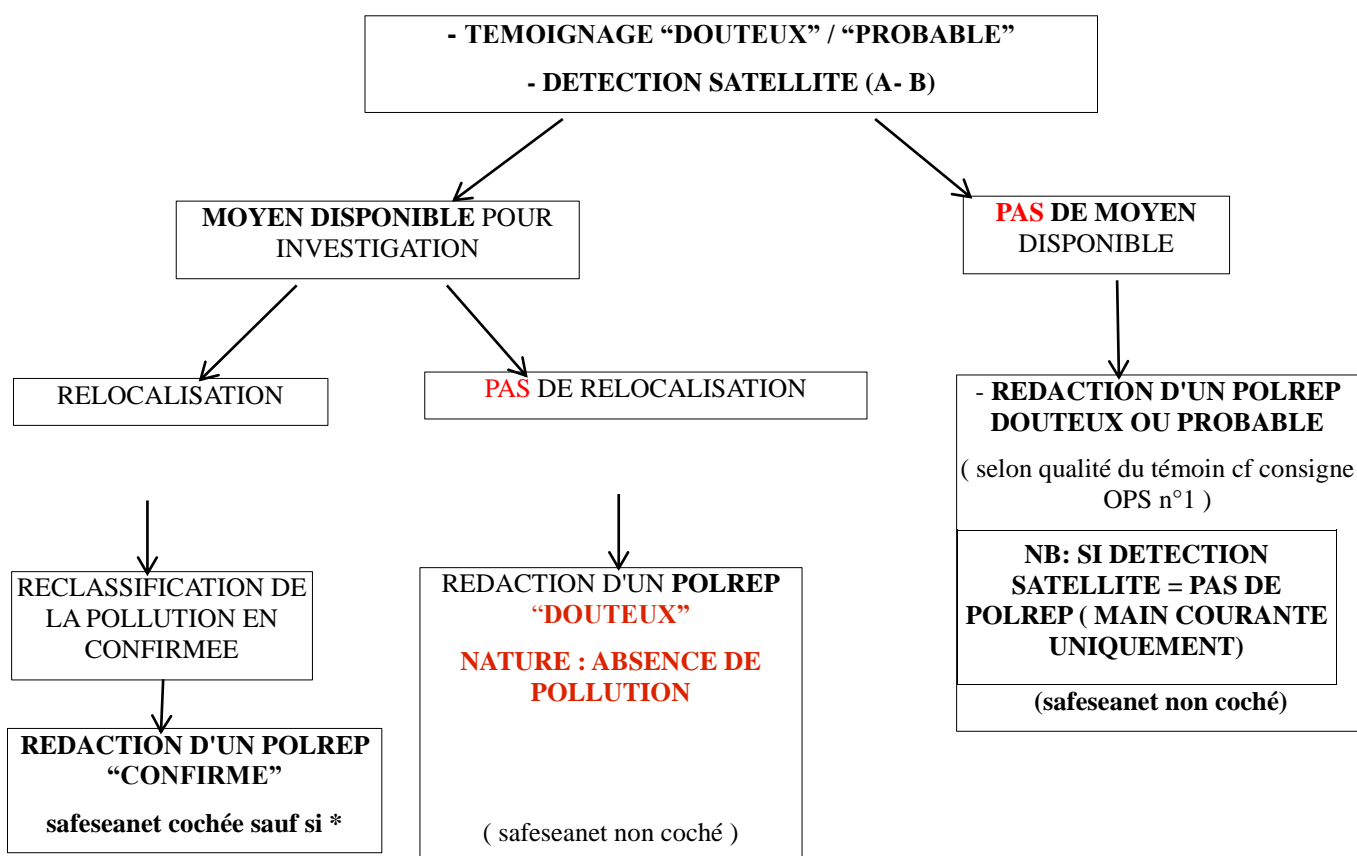 - TEMOIGNAGE “DOUTEUX” / “PROBABLE”
- DETECTION SATELLITE (A- B)
MOYEN DISPONIBLE POUR
INVESTIGATION
PAS DE MOYEN
DISPONIBLE
RELOCALISATION
PAS DE RELOCALISATION
- REDACTION D'UN POLREP
DOUTEUX OU PROBABLE
( selon qualité du témoin cf consigne
OPS n°1 )
NB: SI DETECTION
SATELLITE = PAS DE
POLREP ( MAIN COURANTE
UNIQUEMENT)
(safeseanet non coché)
RECLASSIFICATION DE
LA POLLUTION EN
CONFIRMEE
REDACTION D'UN POLREP
“DOUTEUX”
NATURE : ABSENCE DE
POLLUTION
( safeseanet non coché )
REDACTION D'UN POLREP
“CONFIRME”
safeseanet cochée sauf si *